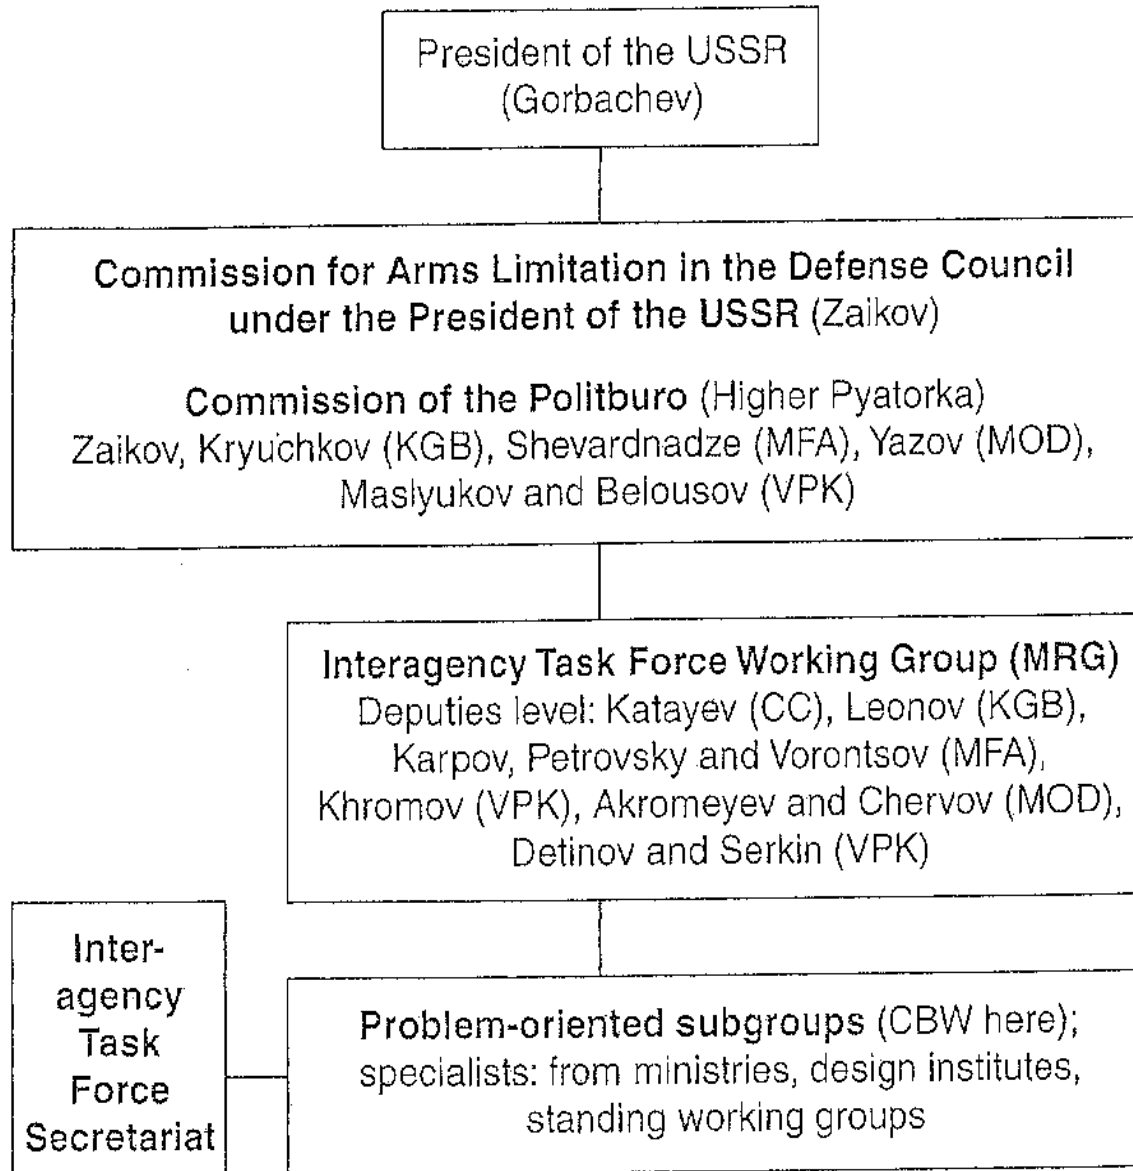 President of the USSR
(Gorbachev)
Commission for Arms Limitation in the Defense Council
under the President of the USSR (Zaikov)
Commission of the Politburo (Higher Pyatorka)
Zaikov, Kryuchkov (KGB), Shevardnadze (MFA), Yazov (MOD),
Maslyukov and Belousov (VPK)
Interagency Task Force Working Group (MRG)
Deputies level: Katayev (CC), Leonov (KGB),
Karpov, Petrovsky and Vorontsov (MFA),
Khromov (VPK), Akromeyev and Chervov (MOD),
Detinov and Serkin (VPK)
Inter-
agency
Task
Force
Secretariat
Problem-oriented subgroups (CBW here);
specialists: from ministries, design institutes,
standing working groups